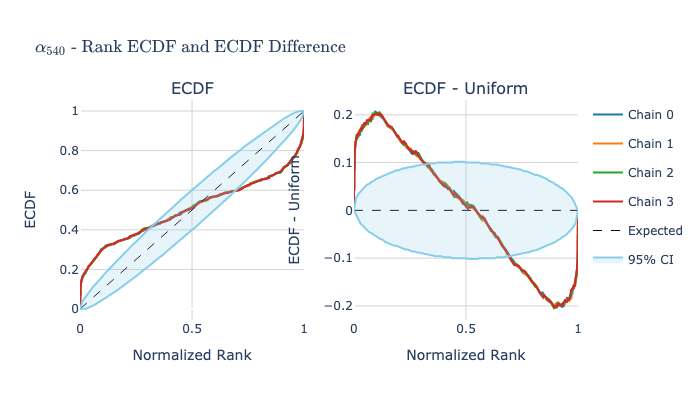 α540 - Rank ECDF and ECDF Difference
ECDF
ECDF - Uniform
1
0.8
0.6
0.4
0.2
0
ECDF
0
0.5
1
Normalized Rank
0.2
0.1
0
−0.1
−0.2
ECDF - Uniform
0
0.5
1
Normalized Rank
Chain 0
Chain 1
Chain 2
Chain 3
Expected
95% CI